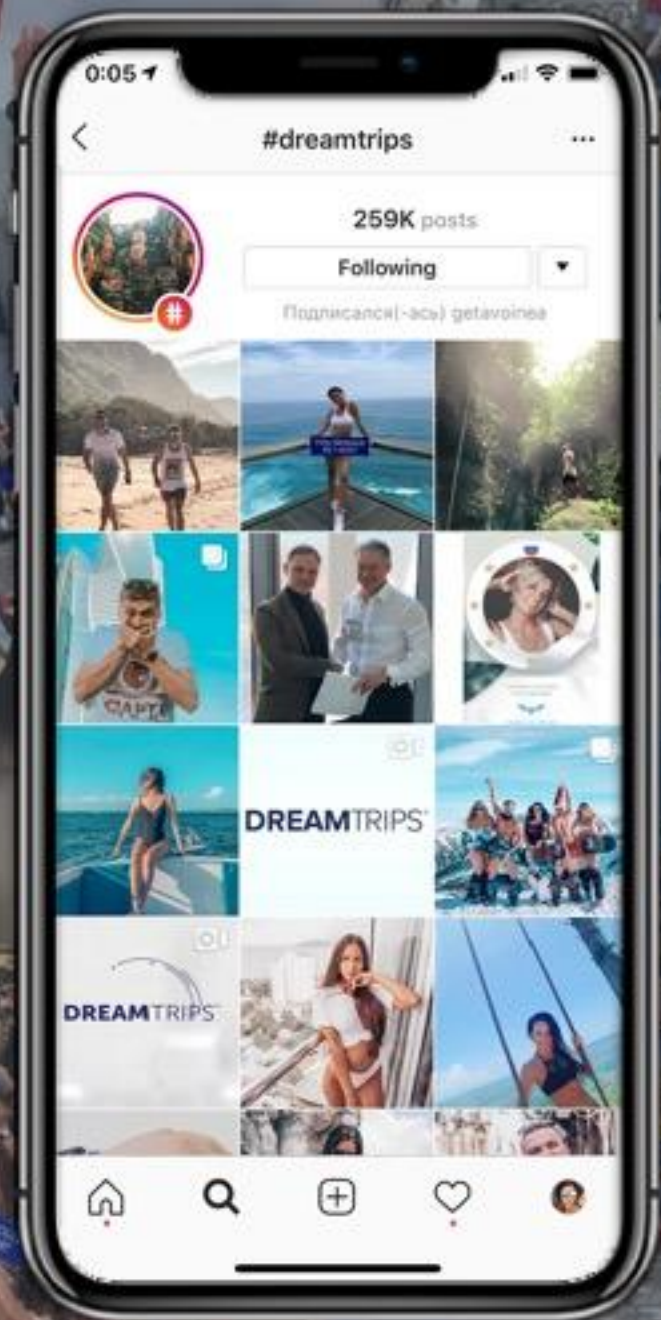 0:05
#dreamtrips
259K posts
Following
Подписался(-ась) getavoinea
DREAMTRIPS
DREAMTRIPS